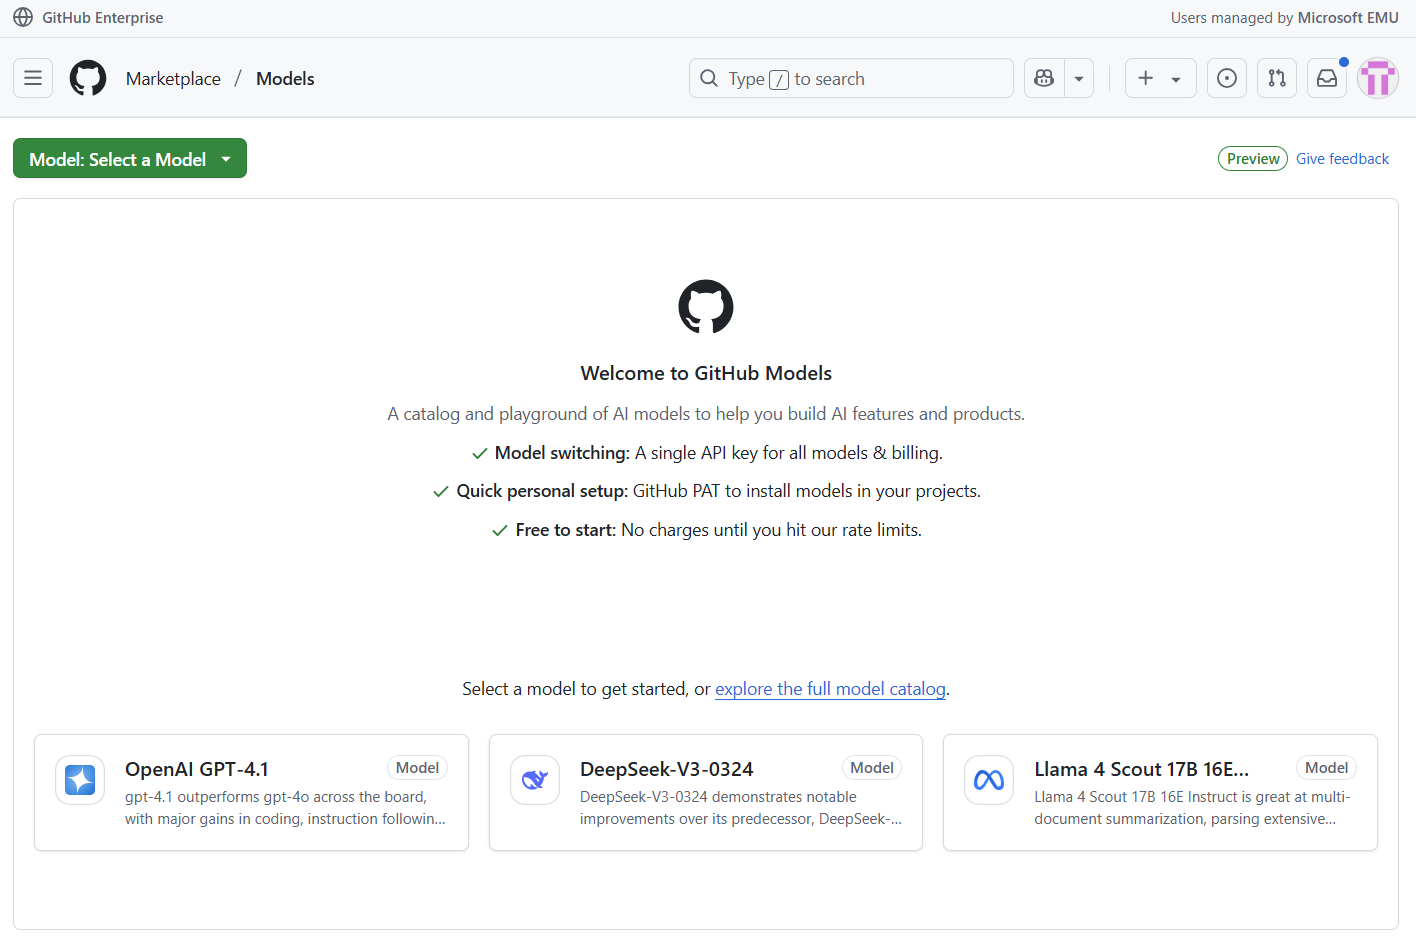 GitHub Enterprise
Users managed by Microsoft EMU
Marketplace / Models
Type / to search
Model: Select a Model
Preview Give feedback
Welcome to GitHub Models
A catalog and playground of AI models to help you build AI features and products.
Model switching: A single API key for all models & billing.
Quick personal setup: GitHub PAT to install models in your projects.
Free to start: No charges until you hit our rate limits.
Select a model to get started, or explore the full model catalog.
OpenAI GPT-4.1 Model
gpt-4.1 outperforms gpt-4o across the board,
with major gains in coding, instruction followin...
DeepSeek-V3-0324 Model
DeepSeek-V3-0324 demonstrates notable
improvements over its predecessor, DeepSeek-...
Llama 4 Scout 17B 16E... Model
Llama 4 Scout 17B 16E Instruct is great at multi-
document summarization, parsing extensive...